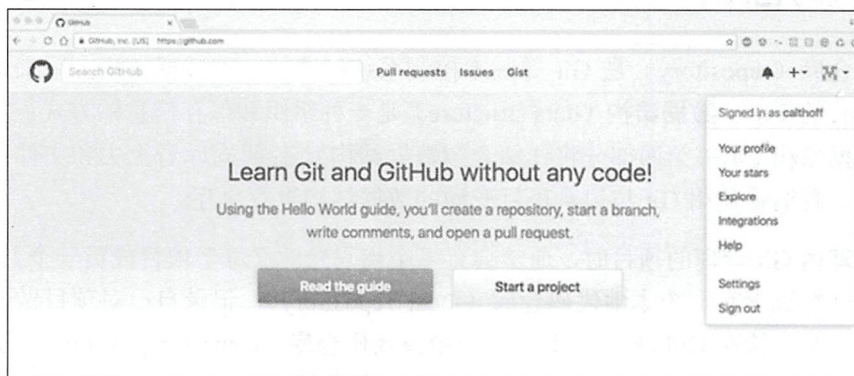 GitHub
GitHub, Inc. [US] https://github.com
Search GitHub
Pull requests Issues Gist
Signed in as calthoff
Your profile
Your stars
Explore
Integrations
Help
Settings
Sign out
Learn Git and GitHub without any code!
Using the Hello World guide, you'll create a repository, start a branch,
write comments, and open a pull request.
Read the guide
Start a project